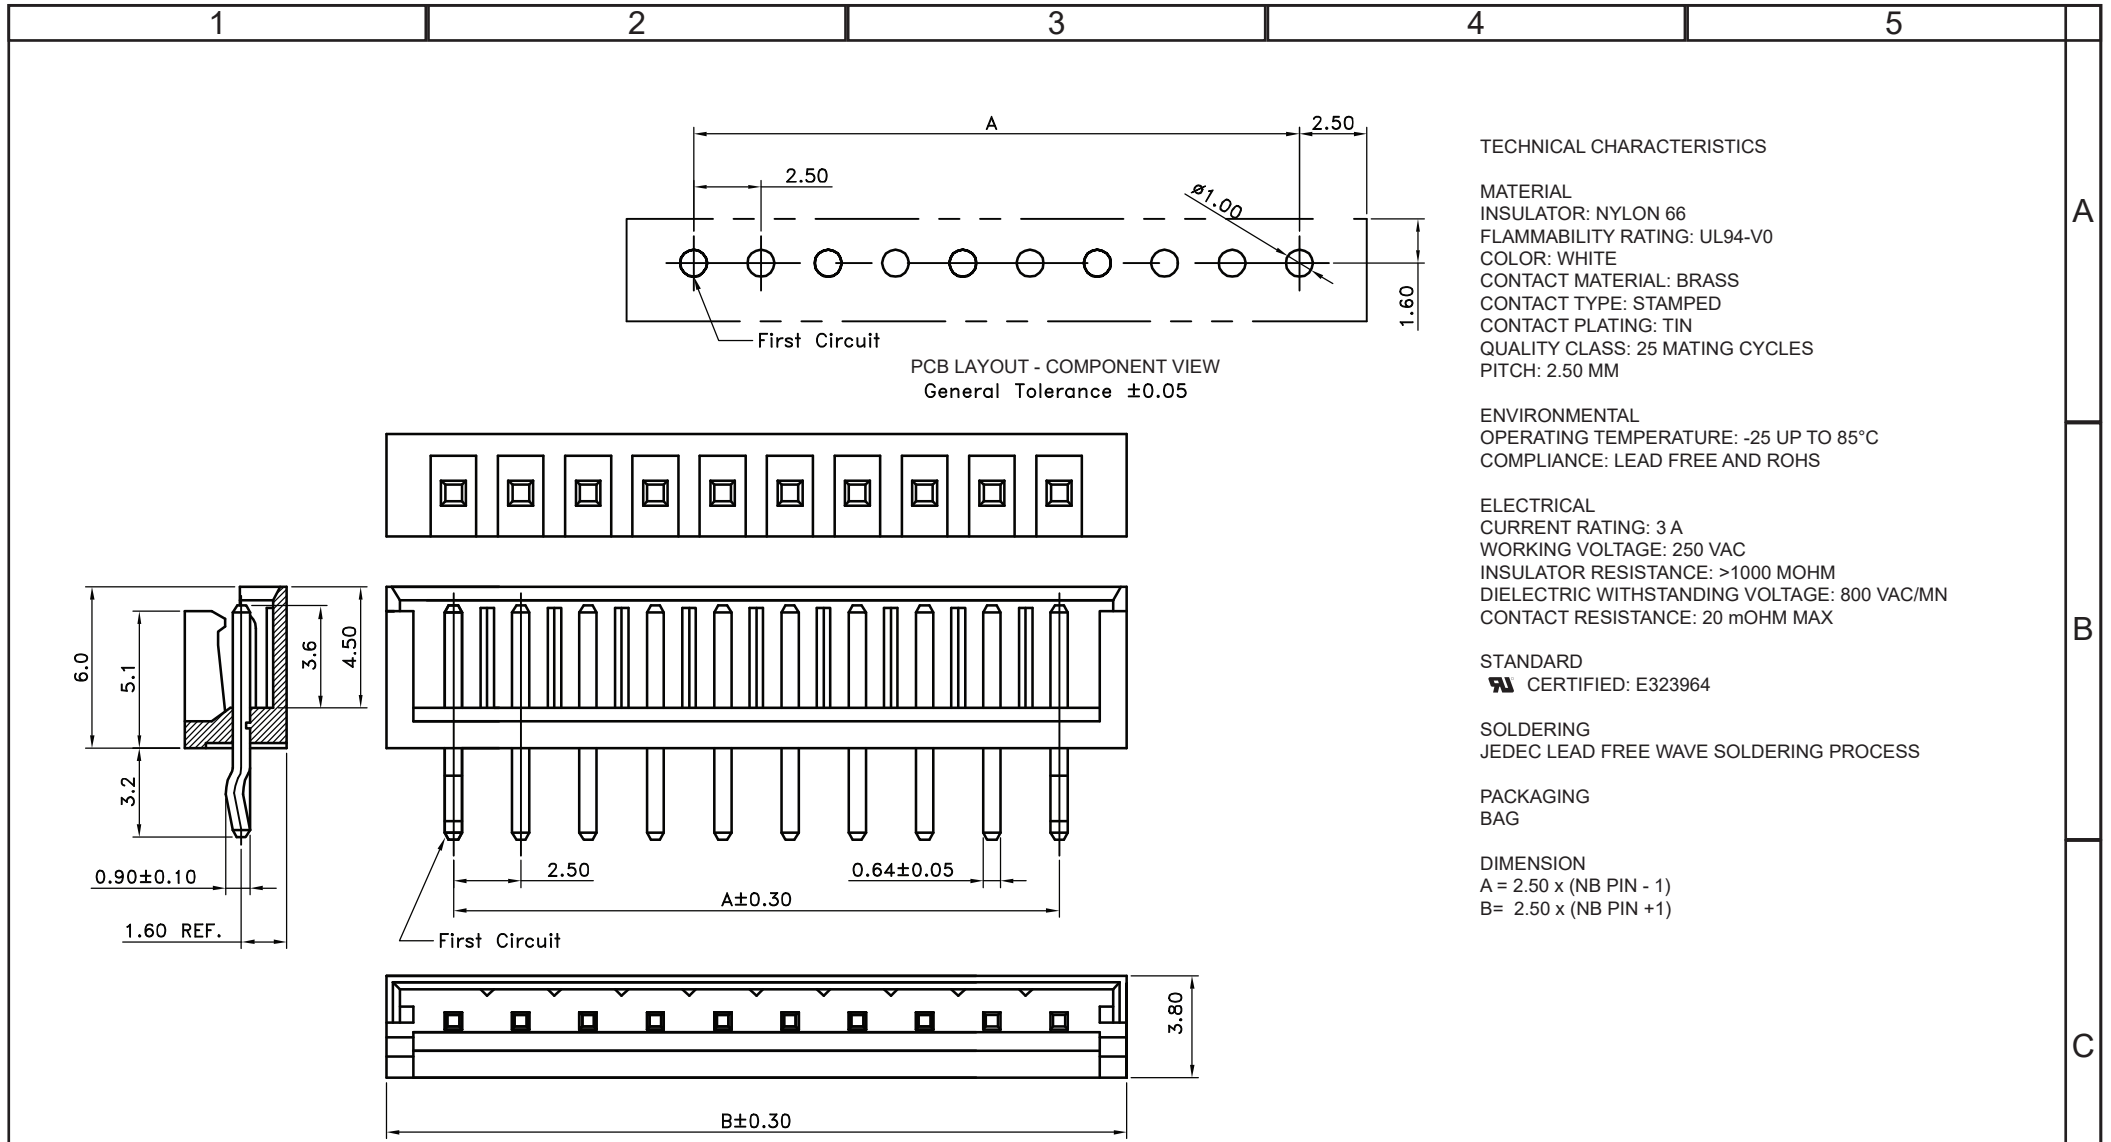 1 2 3 4 5
A
2.50
2.50
ø1.00
A
1.60
First Circuit
PCB LAYOUT - COMPONENT VIEW
General Tolerance ±0.05
TECHNICAL CHARACTERISTICS
MATERIAL
INSULATOR: NYLON 66
FLAMMABILITY RATING: UL94-V0
COLOR: WHITE
CONTACT MATERIAL: BRASS
CONTACT TYPE: STAMPED
CONTACT PLATING: TIN
QUALITY CLASS: 25 MATING CYCLES
PITCH: 2.50 MM
ENVIRONMENTAL
OPERATING TEMPERATURE: -25 UP TO 85°C
COMPLIANCE: LEAD FREE AND ROHS
ELECTRICAL
CURRENT RATING: 3 A
WORKING VOLTAGE: 250 VAC
INSULATOR RESISTANCE: >1000 MOHM
DIELECTRIC WITHSTANDING VOLTAGE: 800 VAC/MN
CONTACT RESISTANCE: 20 mOHM MAX
B
STANDARD
CERTIFIED: E323964
SOLDERING
JEDEC LEAD FREE WAVE SOLDERING PROCESS
PACKAGING
BAG
DIMENSION
A = 2.50 x (NB PIN - 1)
B= 2.50 x (NB PIN +1)
6.0
5.1
3.6
4.50
3.2
0.90±0.10
1.60 REF.
2.50
0.64±0.05
A±0.30
First Circuit
3.80
C
B±0.30